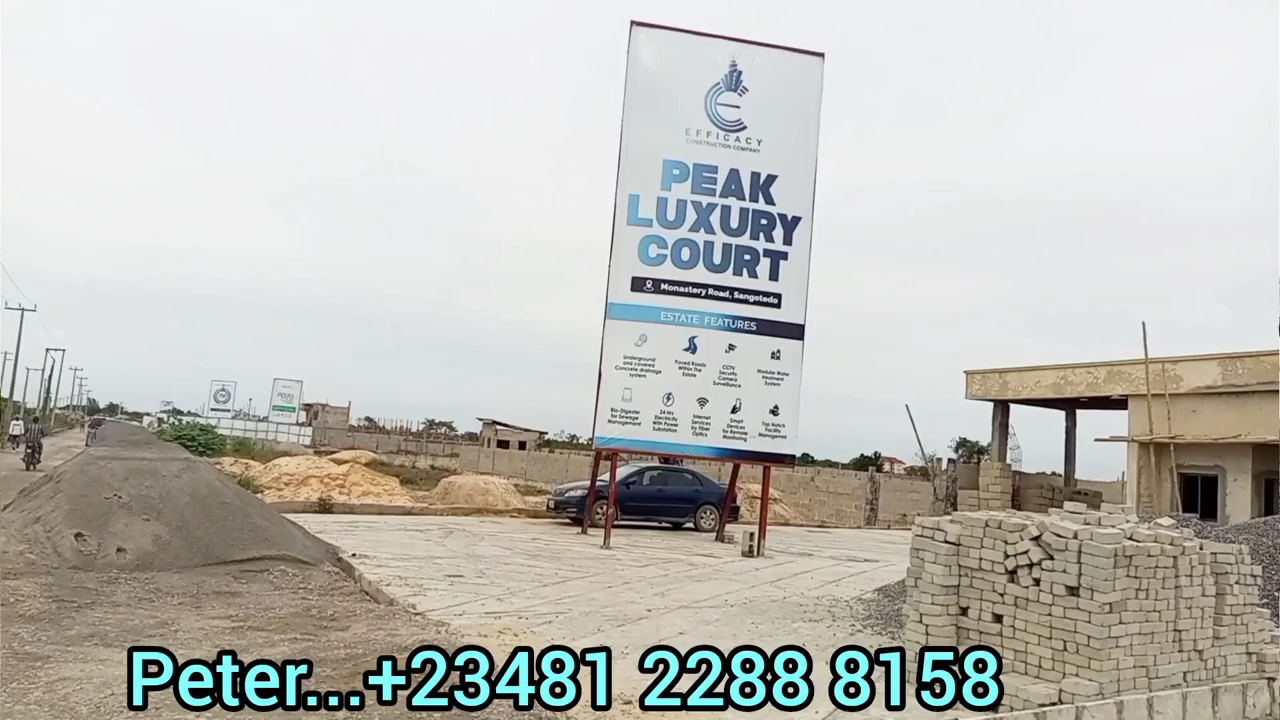 EFFICACY
CONSTRUCTION COMPANY
PEAK
LUXURY
COURT
Monastery Road, Sangotedo
ESTATE FEATURES
Underground
and covered
Concrete drainage
system
Paved Roads
Within The
Estate
CCTV
Security
Camera
Surveillance
Modular Water
treatment
System
Bio-Digester
for Sewage
Management
24 Hrs
Electricity
With Power
Substation
Internet
Services
by Fiber
Optics
Smart
Devices
for Remote
Monitoring
Top Notch
Facility
Management
Peter...+23481 2288 8158